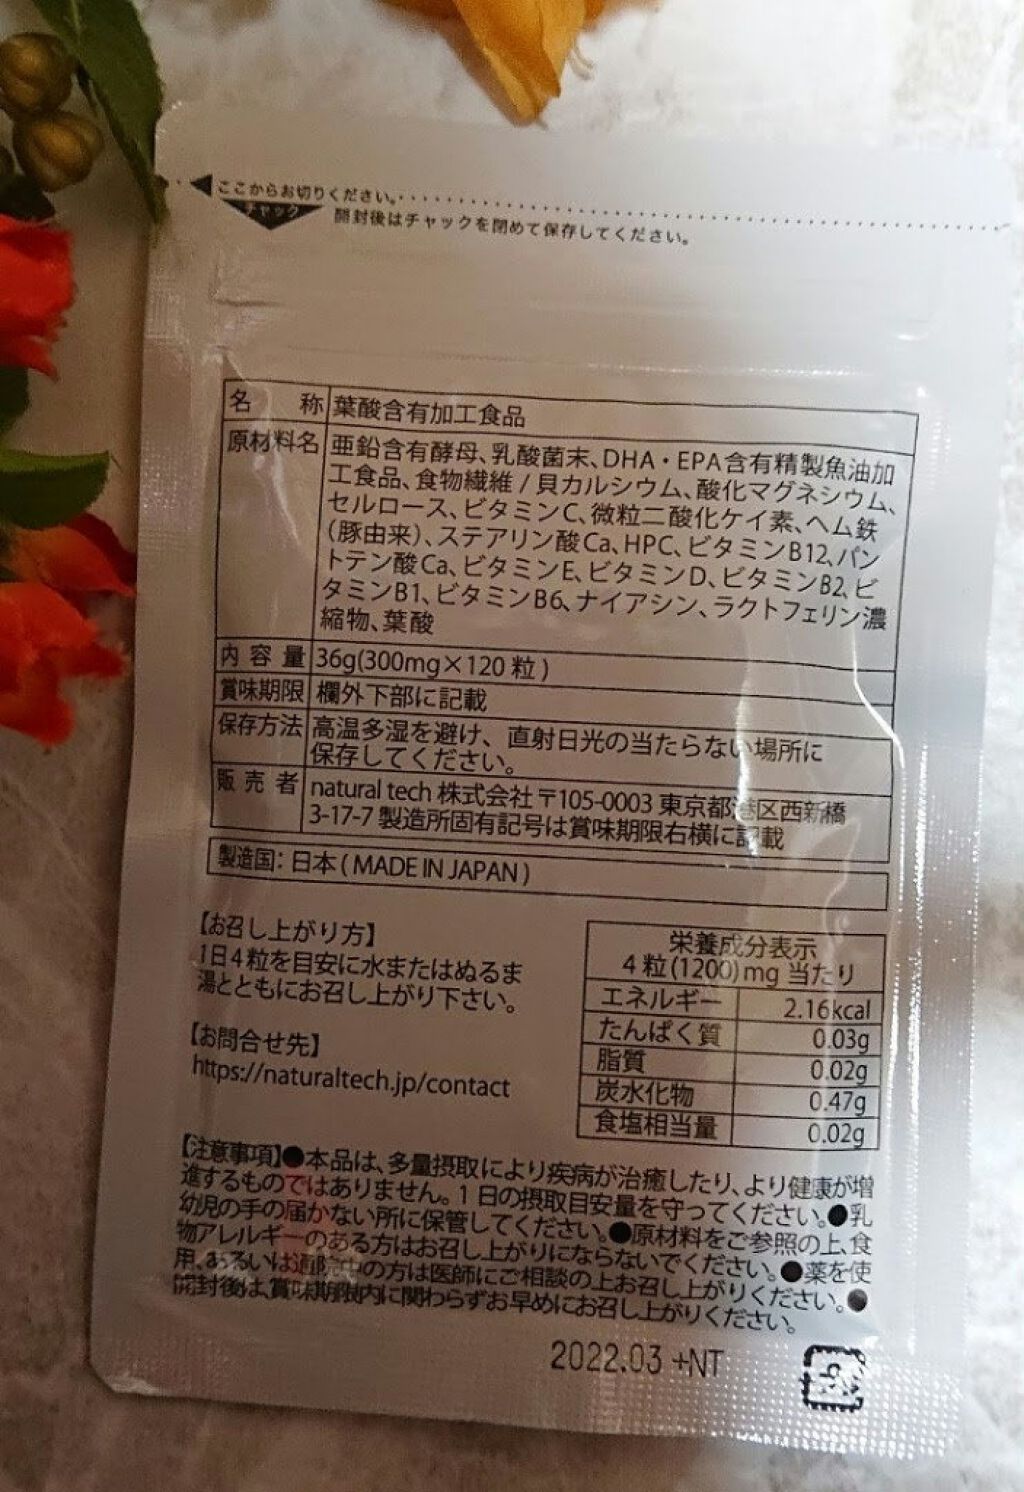 ここからお切りください。
チャック
開封後はチャックを閉めて保存してください。
名 称 葉酸含有加工食品
原材料名 亜鉛含有酵母、乳酸菌末、DHA・EPA含有精製魚油加
工食品、食物繊維 / 貝カルシウム、酸化マグネシウム、
セルロース、ビタミンC、微粒二酸化ケイ素、ヘム鉄
(豚由来)、ステアリン酸Ca、HPC、ビタミンB12、パン
トテン酸Ca、ビタミンE、ビタミンD、ビタミンB2、ビ
タミンB1、ビタミンB6、ナイアシン、ラクトフェリン濃
縮物、葉酸
内容量 36g(300mg×120粒)
賞味期限 欄外下部に記載
保存方法 高温多湿を避け、直射日光の当たらない場所に
保存してください。
販売者 natural tech 株式会社 〒105-0003 東京都港区西新橋
3-17-7 製造所固有記号は賞味期限右横に記載
製造国: 日本 ( MADE IN JAPAN )
【お召し上がり方】
1日4粒を目安に水またはぬるま
湯とともにお召し上がり下さい。
【お問合せ先】
https://naturaltech.jp/contact
栄養成分表示
4粒(1200)mg 当たり
エネルギー 2.16kcal
たんぱく質 0.03g
脂質 0.02g
炭水化物 0.47g
食塩相当量 0.02g
【注意事項】●本品は、多量摂取により疾病が治癒したり、より健康が増
進するものではありません。1日の摂取目安量を守ってください。●乳
幼児の手の届かない所に保管してください。●原材料をご参照の上、食
物アレルギーのある方はお召し上がりにならないでください。●薬を使
用、あるいは通院中の方は医師にご相談の上お召し上がりください。●
開封後は、賞味期限内に関わらずお早めにお召し上がりください。
2022.03 +NT
プラ